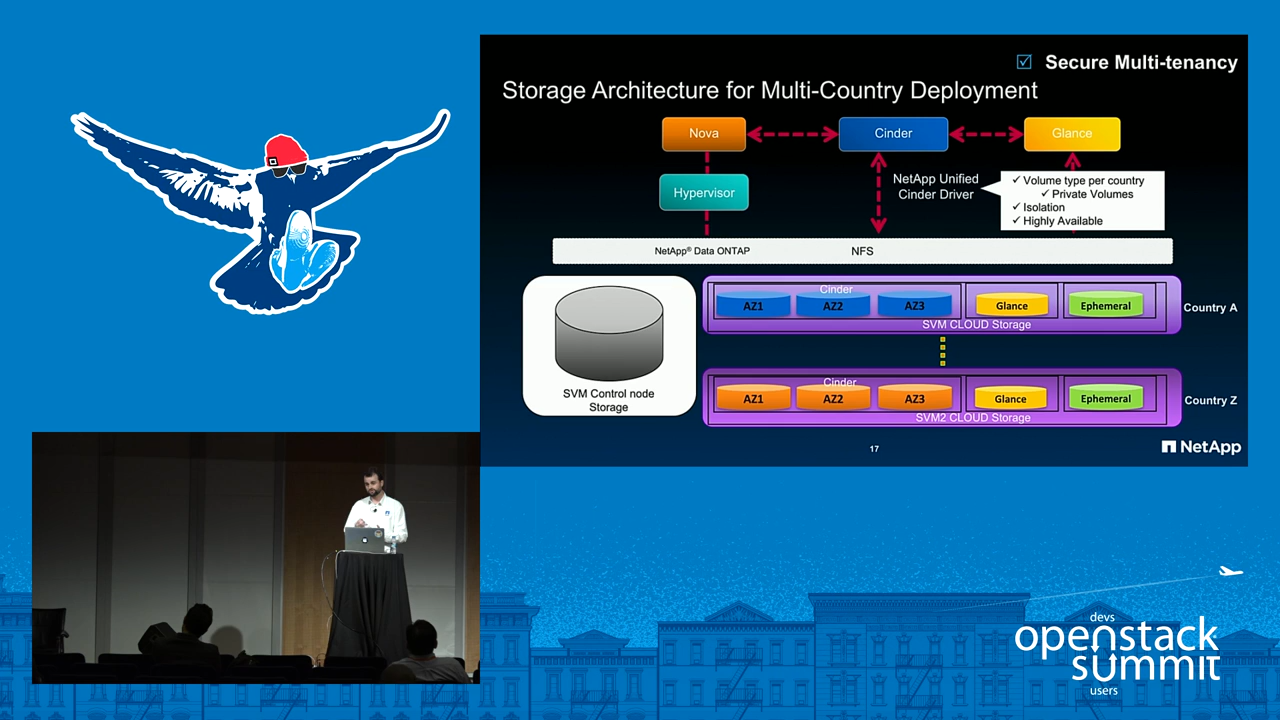 Secure Multi-tenancy
Storage Architecture for Multi-Country Deployment
Nova
Cinder
Glance
Hypervisor
NetApp Unified
Cinder Driver
✓ Volume type per country
✓ Private Volumes
✓ Isolation
✓ Highly Available
NetApp® Data ONTAP
NFS
SVM Control node
Storage
Cinder
AZ1
AZ2
AZ3
Glance
Ephemeral
SVM CLOUD Storage
Country A
Cinder
AZ1
AZ2
AZ3
Glance
Ephemeral
SVM2 CLOUD Storage
Country Z
17
NetApp
devs
openstack
summit
users